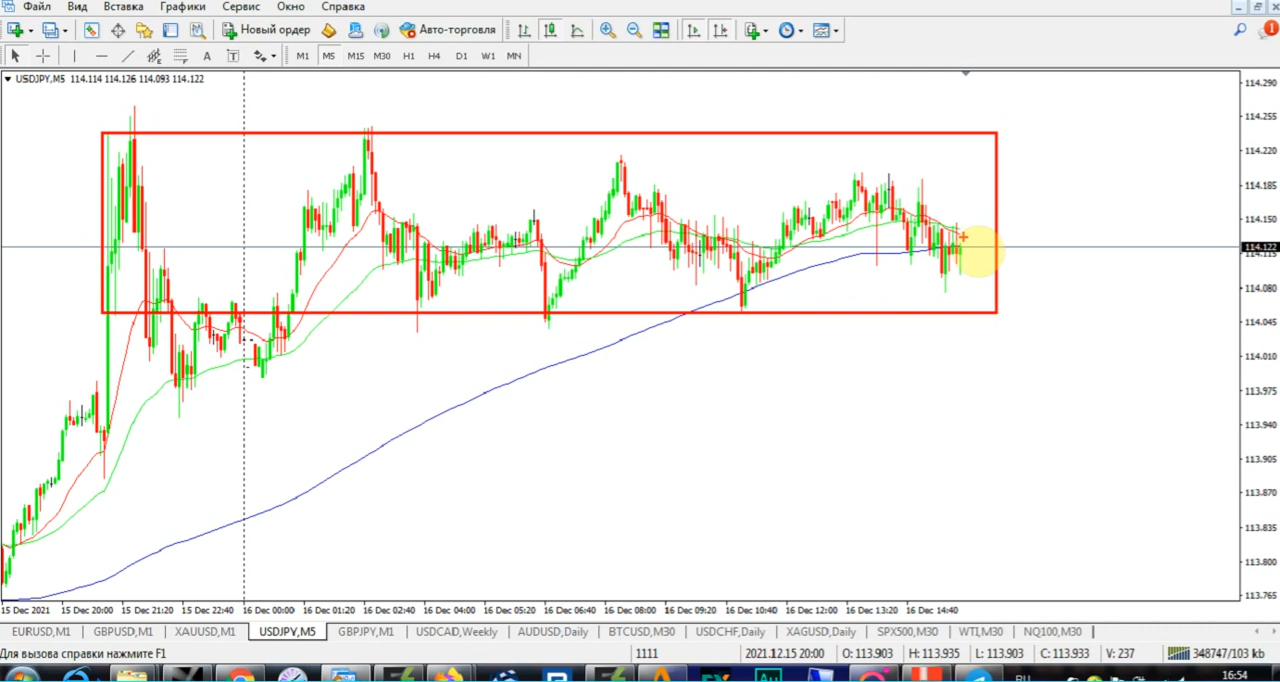 Файл Вид Вставка Графики Сервис Окно Справка
Новый ордер Авто-торговля 1
A T M1 M5 M15 M30 H1 H4 D1 W1 MN
USDJPY,M5 114.114 114.126 114.093 114.122
114.290
114.255
114.220
114.185
114.150
114.122
114.115
114.080
114.045
114.010
113.975
113.940
113.905
113.870
113.835
113.800
113.765
15 Dec 2021 15 Dec 20:00 15 Dec 21:20 15 Dec 22:40 16 Dec 00:00 16 Dec 01:20 16 Dec 02:40 16 Dec 04:00 16 Dec 05:20 16 Dec 06:40 16 Dec 08:00 16 Dec 09:20 16 Dec 10:40 16 Dec 12:00 16 Dec 13:20 16 Dec 14:40
EURUSD,M1 GBPUSD,M1 XAUUSD,M1 USDJPY,M5 GBPJPY,M1 USDCAD,Weekly AUDUSD,Daily BTCUSD,M30 USDCHF,Daily XAGUSD,Daily SPX500,M30 WTI,M30 NQ100,M30
Для вызова справки нажмите F1 1111 2021.12.15 20:00 O: 113.903 H: 113.935 L: 113.903 C: 113.933 V: 237 348747/103 kb
Au RU 16:54